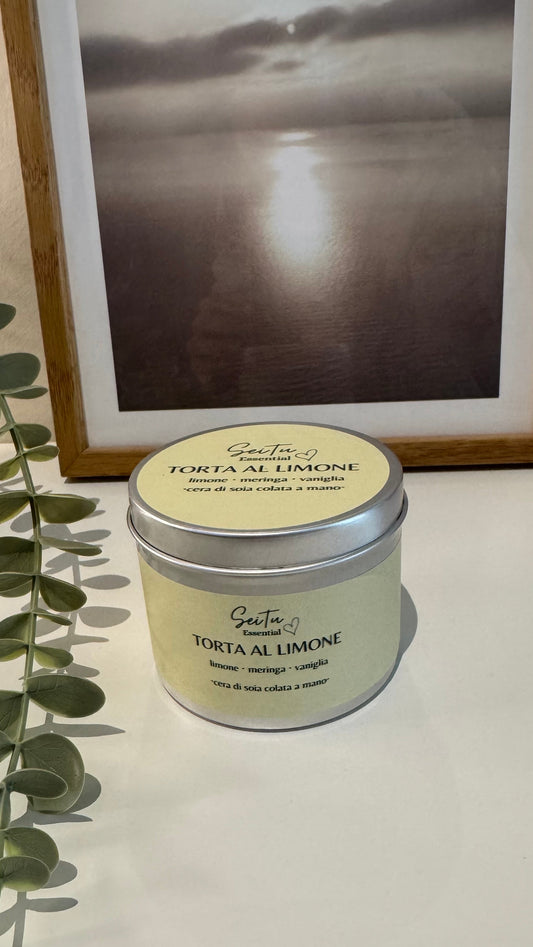 SeiTu
Essential
TORTA AL LIMONE
limone · meringa · vaniglia
·cera di soia colata a mano·
SeiTu
Essential
TORTA AL LIMONE
limone · meringa · vaniglia
·cera di soia colata a mano·